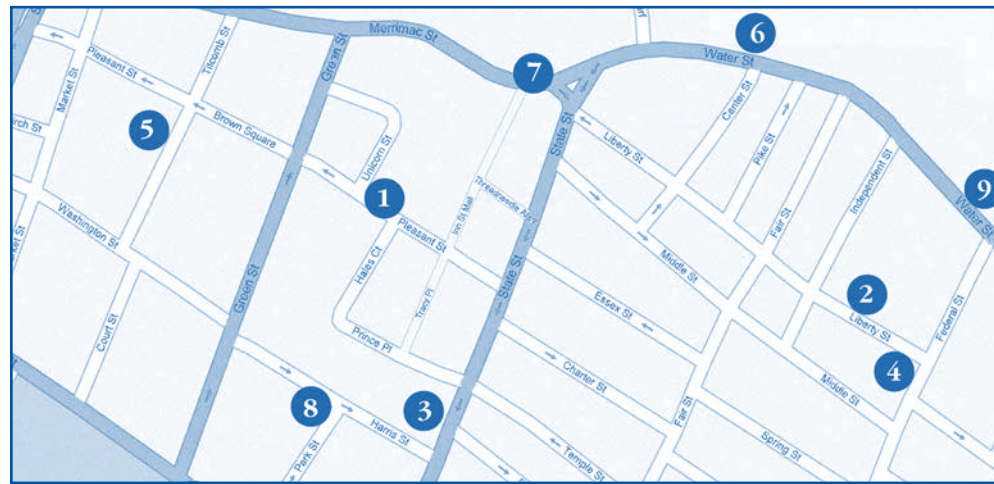 St
Green St
Merrimac St
6
Water St
Titcomb St
Pleasant St
Market St
7
Center St
State St
5
Brown Square
Unicorn St
Liberty St
Pike St
Independent St
rch St
1
Threadneedle Alley
Inn St Mall
Fair St
9
Water St
Washington St
Pleasant St
Hales Ct
Middle St
Green St
State St
Essex St
2
Liberty St
Federal St
rket St
Court St
Tracy Pl
Prince Pl
Charter St
4
Middle St
8
3
Harris St
Fair St
Park St
Temple St
Spring St